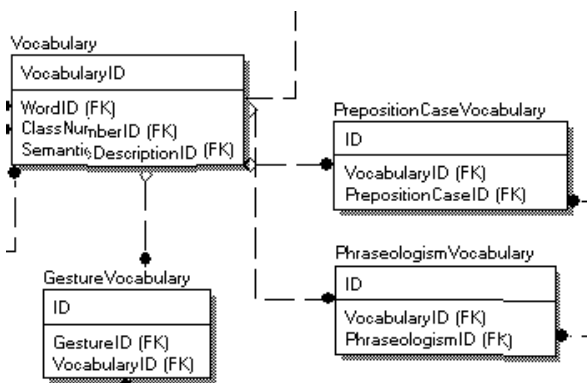 Vocabulary
VocabularyID
WordID (FK)
ClassNumberID (FK)
SemanticDescriptionID (FK)
PrepositionCaseVocabulary
ID
VocabularyID (FK)
PrepositionCaseID (FK)
PhraseologismVocabulary
ID
VocabularyID (FK)
PhraseologismID (FK)
GestureVocabulary
ID
GestureID (FK)
VocabularyID (FK)